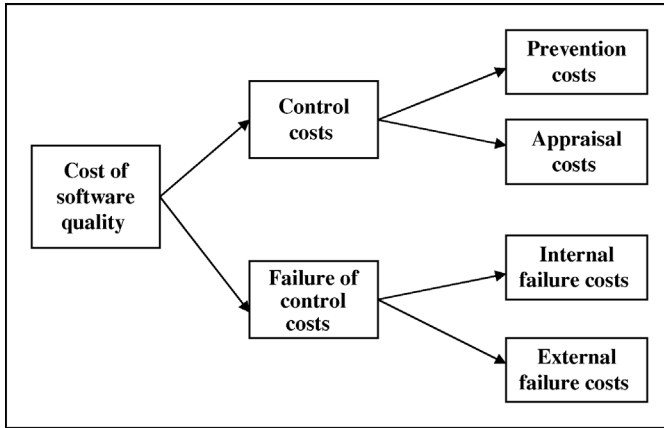 Cost of
software
quality
Control
costs
Failure of
control
costs
Prevention
costs
Appraisal
costs
Internal
failure costs
External
failure costs